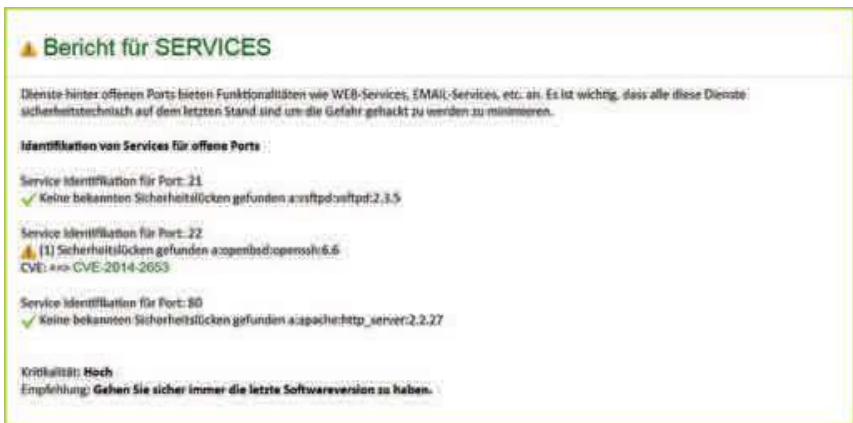 Bericht für SERVICES
Dienste hinter offenen Ports bieten Funktionalitäten wie WEB-Services, EMAIL-Services, etc. an. Es ist wichtig, dass alle diese Dienste
sicherheitstechnisch auf dem letzten Stand sind um die Gefahr gehackt zu werden zu minimieren.
Identifikation von Services für offene Ports
Service Identifikation für Port: 21
Keine bekannten Sicherheitslücken gefunden a:vsftpd:vsftpd:2.3.5
Service Identifikation für Port: 22
(1) Sicherheitslücken gefunden a:openbsd:openssh:6.6
CVE: ==> CVE-2014-2653
Service Identifikation für Port: 80
Keine bekannten Sicherheitslücken gefunden a:apache:http_server:2.2.27
Kritikalität: Hoch
Empfehlung: Gehen Sie sicher immer die letzte Softwareversion zu haben.